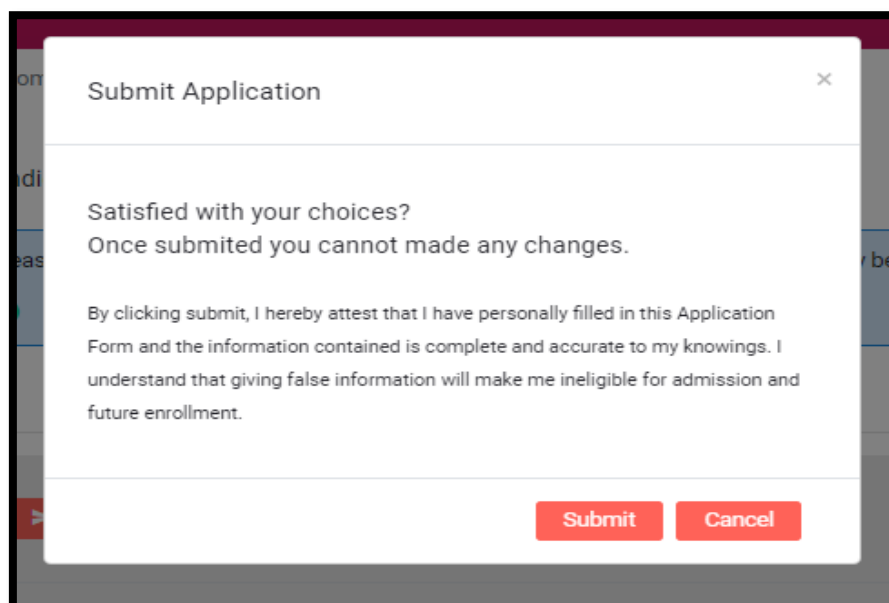 Submit Application
×
Satisfied with your choices?
Once submited you cannot made any changes.
By clicking submit, I hereby attest that I have personally filled in this Application
Form and the information contained is complete and accurate to my knowings. I
understand that giving false information will make me ineligible for admission and
future enrollment.
Submit Cancel